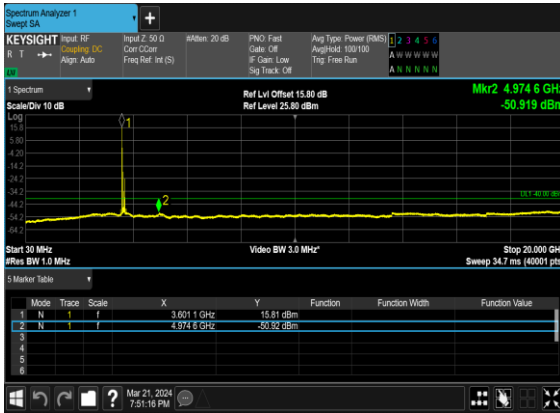 Spectrum Analyzer 1
Swept SA
+
KEYSIGHT
R T
LXI
Input: RF
Coupling: DC
Align: Auto
Input Z: 50 Ω
Corr CCorr
Freq Ref: Int (S)
#Atten: 20 dB
PNO: Fast
Gate: Off
IF Gain: Low
Sig Track: Off
Avg Type: Power (RMS)
Avg|Hold: 100/100
Trig: Free Run
1 2 3 4 5 6
A W W W W W
A N N N N N
1 Spectrum
Scale/Div 10 dB
Ref Lvl Offset 15.80 dB
Ref Level 25.80 dBm
Mkr2 4.974 6 GHz
-50.919 dBm
Log
15.8
5.80
-4.20
-14.2
-24.2
-34.2
-44.2
-54.2
-64.2
1
2
DL1 -40.00 dBm
Start 30 MHz
#Res BW 1.0 MHz
Video BW 3.0 MHz*
Stop 20.000 GHz
Sweep 34.7 ms (40001 pts)
5 Marker Table
Mode Trace Scale X Y Function Function Width Function Value
1 N 1 f 3.601 1 GHz 15.81 dBm
2 N 1 f 4.974 6 GHz -50.92 dBm
3
4
5
6
?
Mar 21, 2024
7:51:16 PM